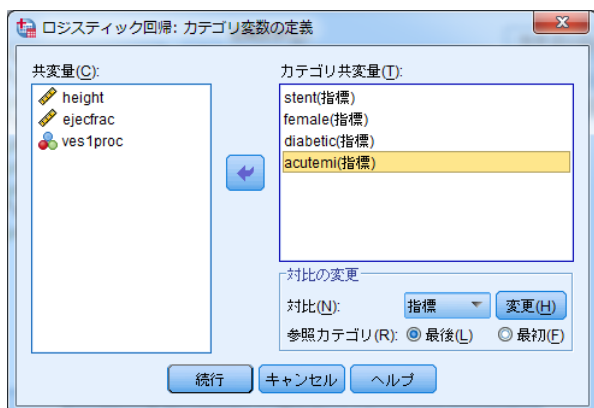 ロジスティック回帰: カテゴリ変数の定義
共変量(C):
height
ejecfrac
ves1proc
カテゴリ共変量(T):
stent(指標)
female(指標)
diabetic(指標)
acutemi(指標)
対比の変更
対比(N): 指標 変更(H)
参照カテゴリ(R): 最後(L) 最初(F)
続行 キャンセル ヘルプ